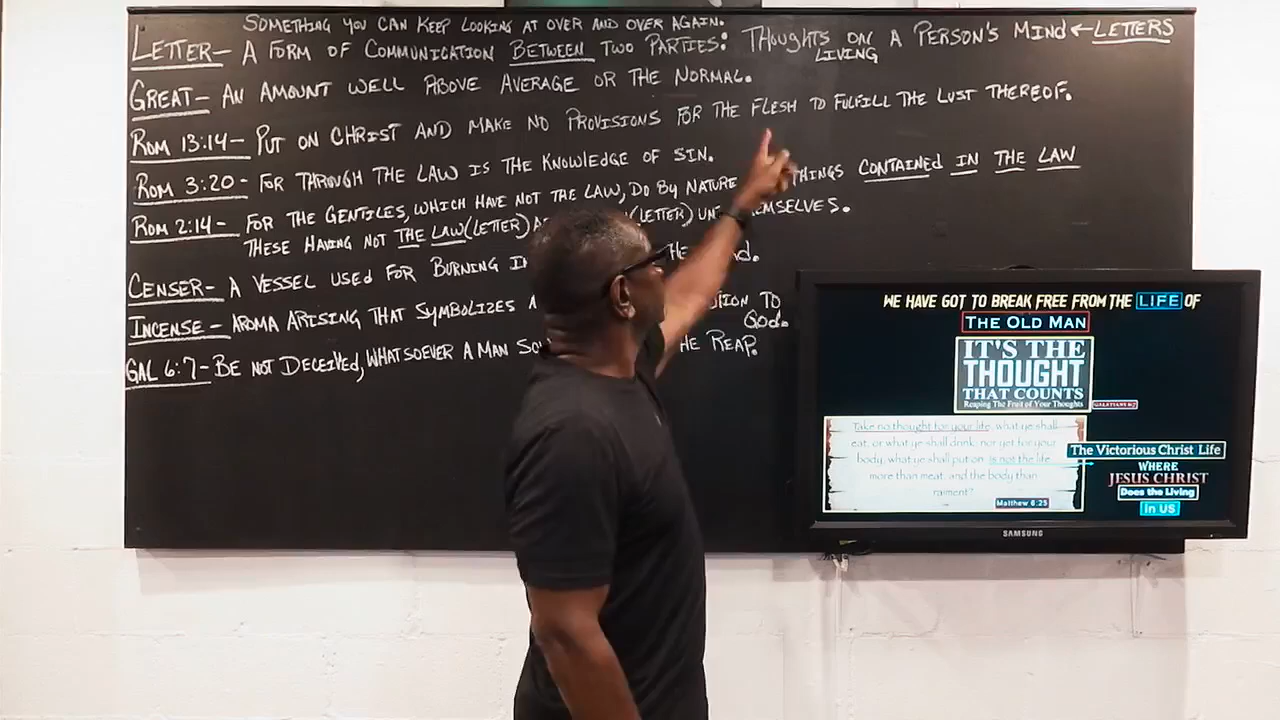 SOMETHING YOU CAN KEEP LOOKING AT OVER AND OVER AGAIN.
LETTER- A FORM OF COMMUNICATION BETWEEN TWO PARTIES: THOUGHTS ON A PERSON'S MIND ← LETTERS
LIVING
GREAT- AN AMOUNT WELL ABOVE AVERAGE OR THE NORMAL.
ROM 13:14- PUT ON CHRIST AND MAKE NO PROVISIONS FOR THE FLESH TO FULFILL THE LUST THEREOF.
ROM 3:20- FOR THROUGH THE LAW IS THE KNOWLEDGE OF SIN.
ROM 2:14- FOR THE GENTILES, WHICH HAVE NOT THE LAW, DO BY NATURE THINGS CONTAINED IN THE LAW
THESE HAVING NOT THE LAW (LETTER) (LETTER)
CENSER- A VESSEL USED FOR BURNING
INCENSE- AROMA ARISING THAT SYMBOLIZES TO
GOD.
GAL 6:7- BE NOT DECEIVED, WHATSOEVER A MAN HE REAP.
WE HAVE GOT TO BREAK FREE FROM THE LIFE OF
THE OLD MAN
IT'S THE
THOUGHT
THAT COUNTS
Reaping The Fruit of Your Thoughts
GALATIANS 6:7
Take no thought for your life, what ye shall
eat, or what ye shall drink; nor yet for your
body, what ye shall put on. is not the life
more than meat, and the body than
raiment?
Matthew 6:25
The Victorious Christ Life
WHERE
JESUS CHRIST
Does the Living
In US
SAMSUNG